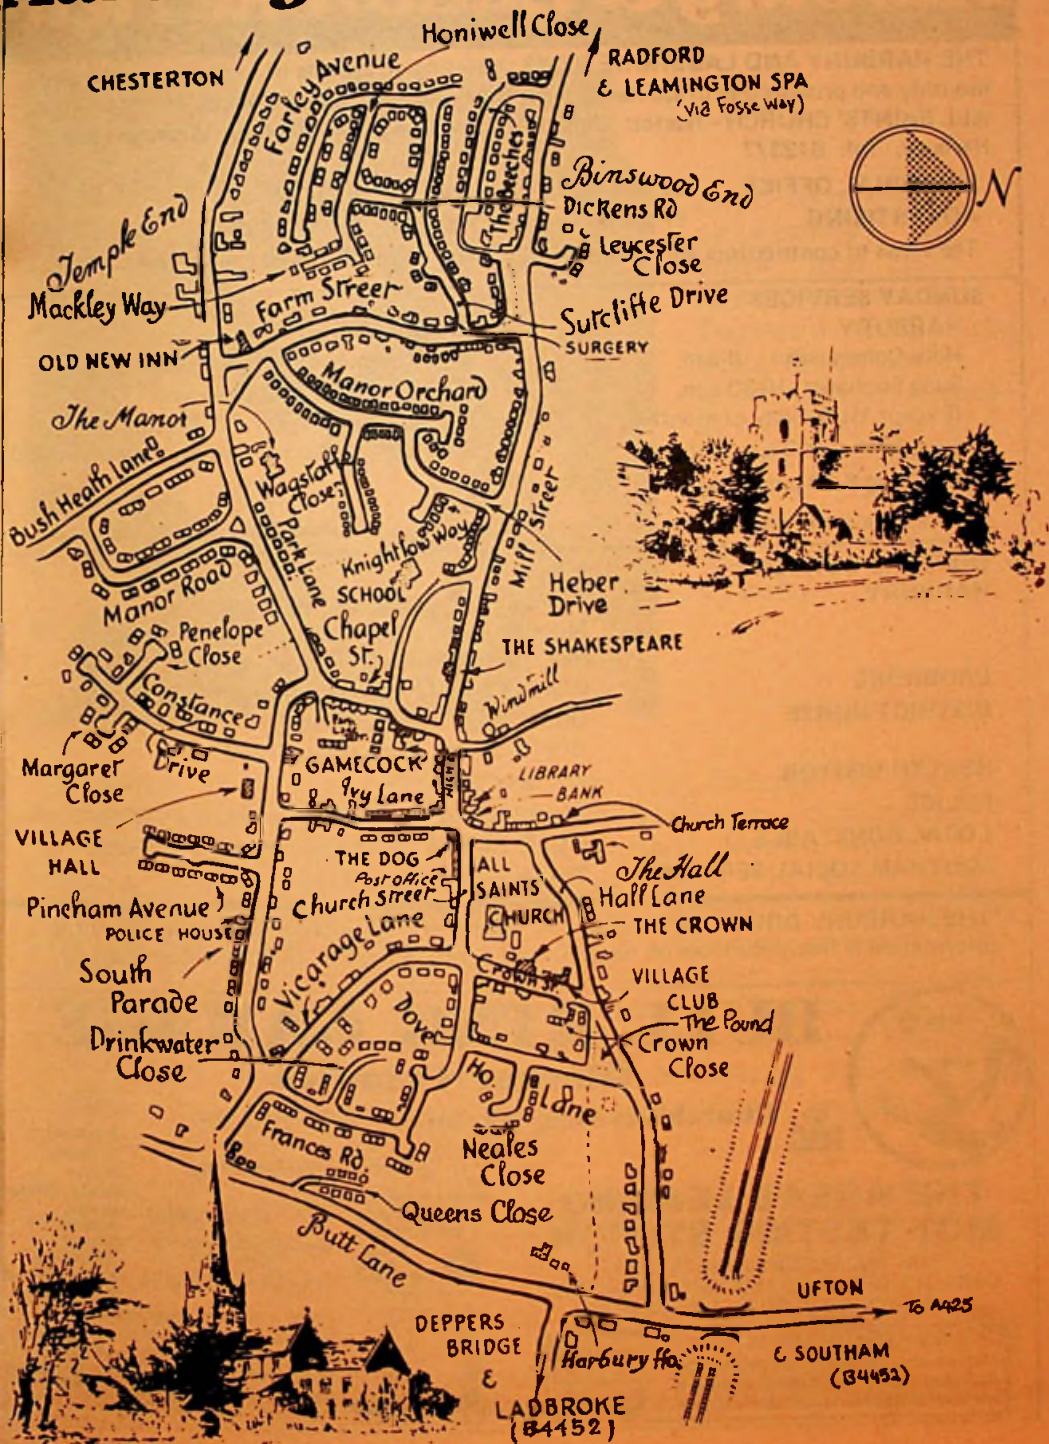 Honiwell Close
CHESTERTON
Farley Avenue
RADFORD
& LEAMINGTON SPA
(via Fosse Way)
The Beeches
Binswood End
Dickens Rd
N
Temple End
Leycester
Close
Mackley Way
Farm Street
Sutcliffe Drive
OLD NEW INN
SURGERY
Manor Orchard
The Manor
Bush Heath Lane
Wagstaff
Close
Park Lane
Mill Street
Knightlow Way
SCHOOL
Manor Road
Heber
Drive
Penelope
Close
Chapel
St.
THE SHAKESPEARE
Constance
Drive
Windmill
Margaret
Close
GAMECOCK
HIGH
Ivy Lane
LIBRARY
BANK
VILLAGE
HALL
Church Terrace
THE DOG
Post office
ALL
SAINTS'
CHURCH
The Hall
Hall Lane
Pincham Avenue
Church Street
POLICE HOUSE
THE CROWN
South
Parade
Vicarage Lane
Crown St
VILLAGE
CLUB
The Pound
Drinkwater
Close
Dove
Ho.
Lane
Crown
Close
Frances Rd.
Neales
Close
Queens Close
Butt Lane
UFTON
To A425
DEPPERS
BRIDGE
&
LADBROKE
(B4452)
Harbury Ho.
& SOUTHAM
(B4452)